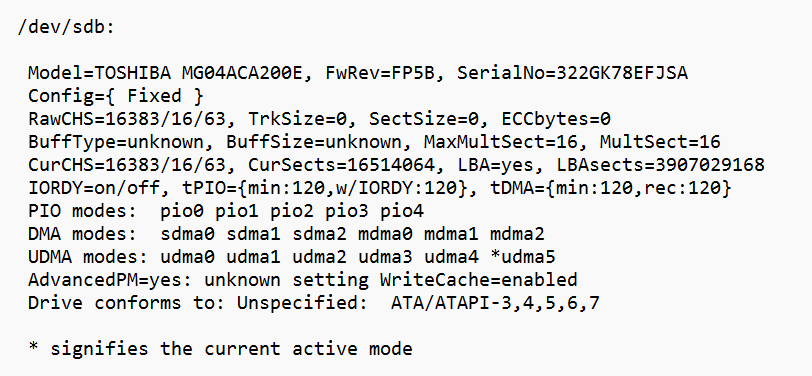 /dev/sdb:
Model=TOSHIBA MG04ACA200E, FwRev=FP5B, SerialNo=322GK78EFJSA
Config={ Fixed }
RawCHS=16383/16/63, TrkSize=0, SectSize=0, ECCbytes=0
BuffType=unknown, BuffSize=unknown, MaxMultSect=16, MultSect=16
CurCHS=16383/16/63, CurSects=16514064, LBA=yes, LBAsects=3907029168
IORDY=on/off, tPIO={min:120,w/IORDY:120}, tDMA={min:120,rec:120}
PIO modes:  pio0 pio1 pio2 pio3 pio4
DMA modes:  sdma0 sdma1 sdma2 mdma0 mdma1 mdma2
UDMA modes: udma0 udma1 udma2 udma3 udma4 *udma5
AdvancedPM=yes: unknown setting WriteCache=enabled
Drive conforms to: Unspecified:  ATA/ATAPI-3,4,5,6,7
* signifies the current active mode